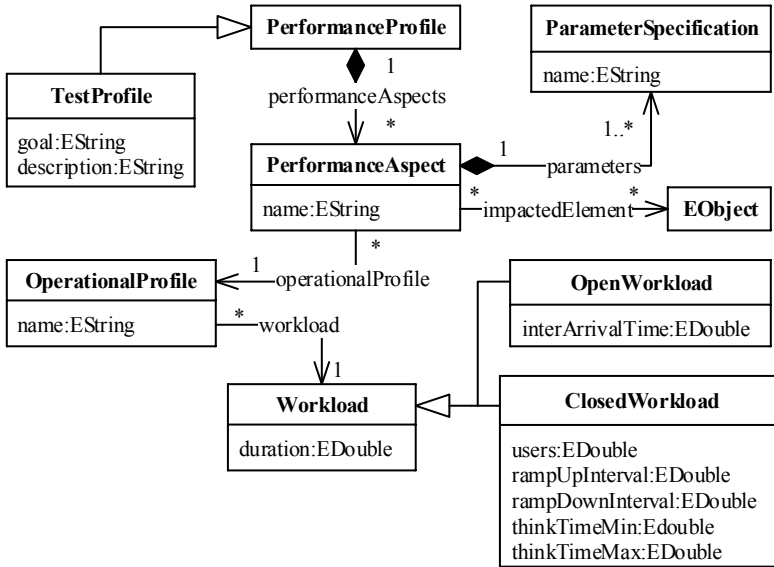 PerformanceProfile
ParameterSpecification
name:EString
TestProfile
goal:EString
description:EString
1
performanceAspects
*
1..*
PerformanceAspect
name:EString
1
parameters
*
impactedElement
*
EObject
*
1
operationalProfile
OperationalProfile
name:EString
*
workload
1
OpenWorkload
interArrivalTime:EDouble
Workload
duration:EDouble
ClosedWorkload
users:EDouble
rampUpInterval:EDouble
rampDownInterval:EDouble
thinkTimeMin:Edouble
thinkTimeMax:EDouble